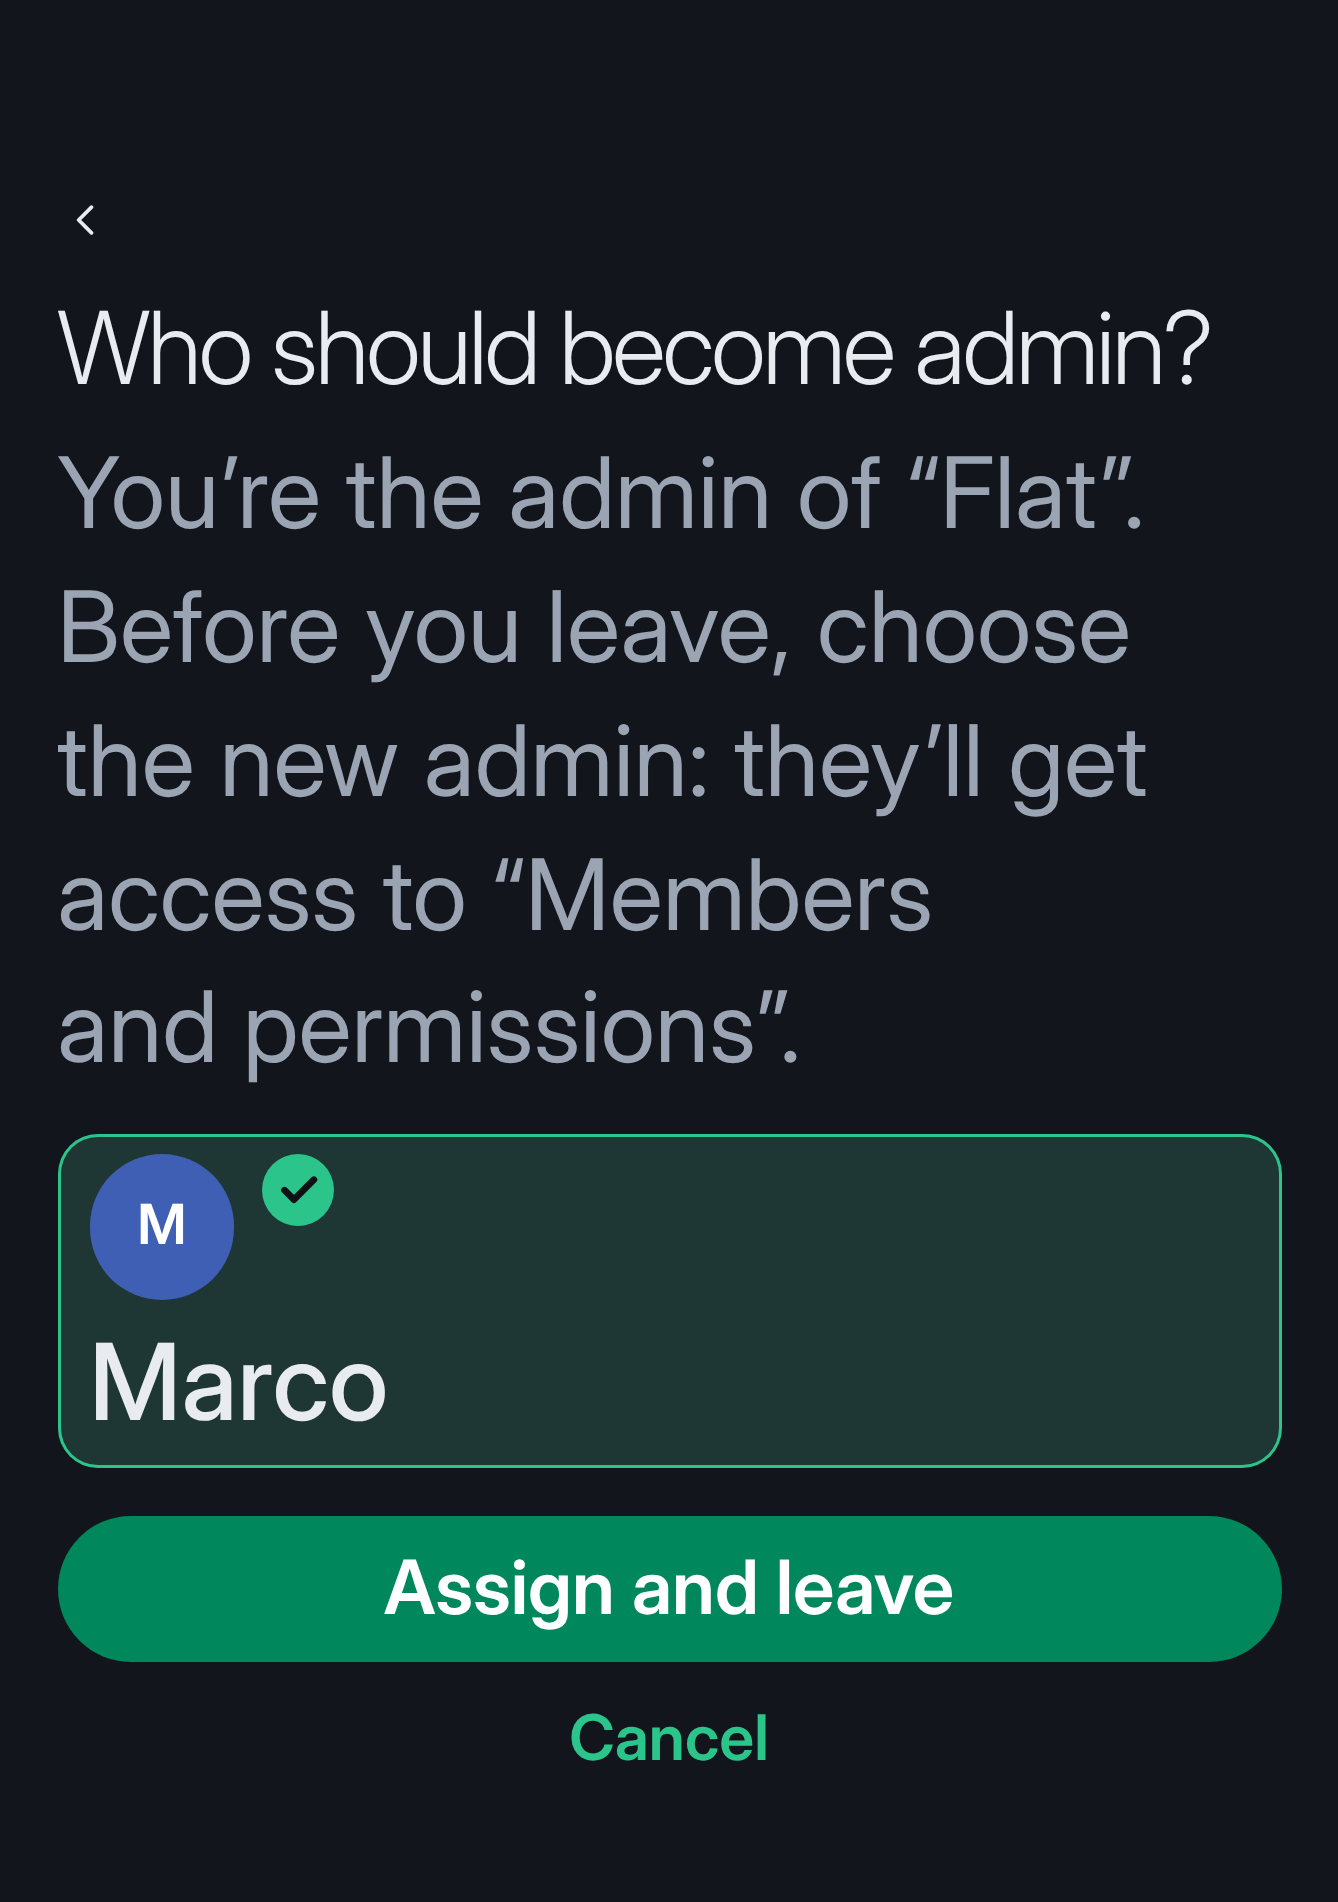 Who should become admin?
You’re the admin of “Flat”.
Before you leave, choose
the new admin: they’ll get
access to “Members
and permissions”.
M
Marco
Assign and leave
Cancel